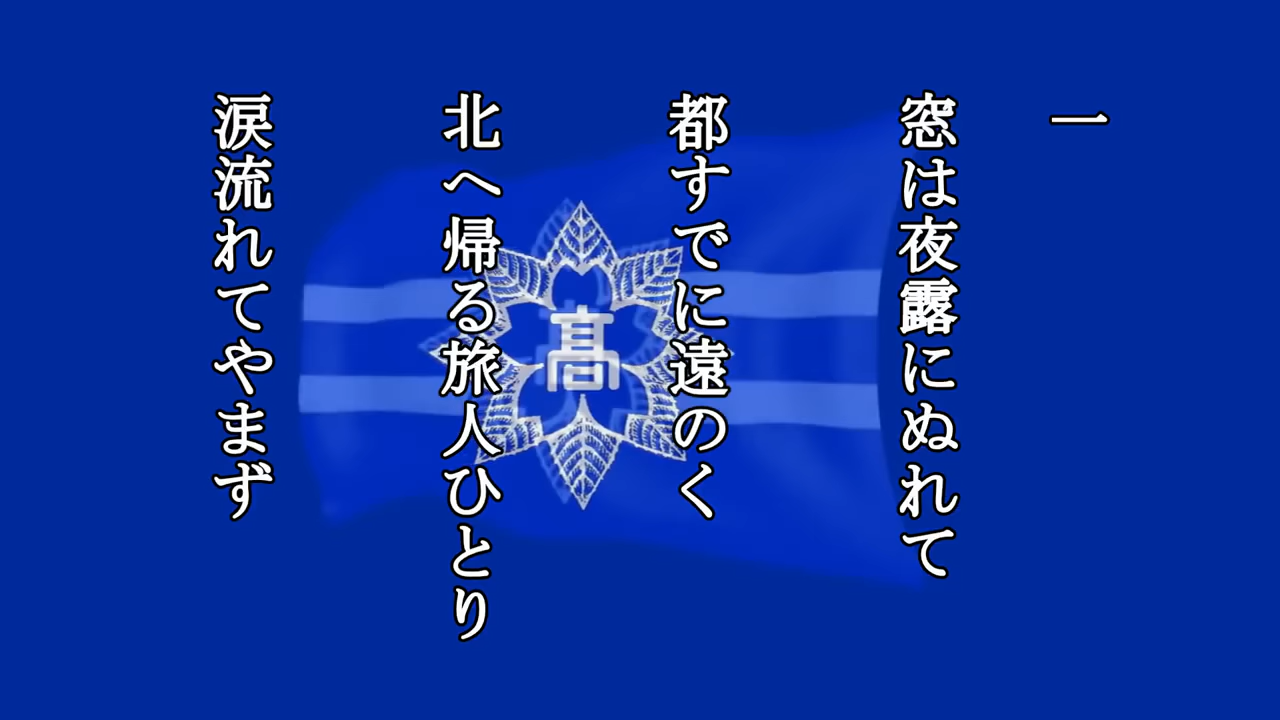 一
窓は夜露にぬれて
都すでに遠のく
北へ帰る旅人ひとり
涙流れてやまず
髙